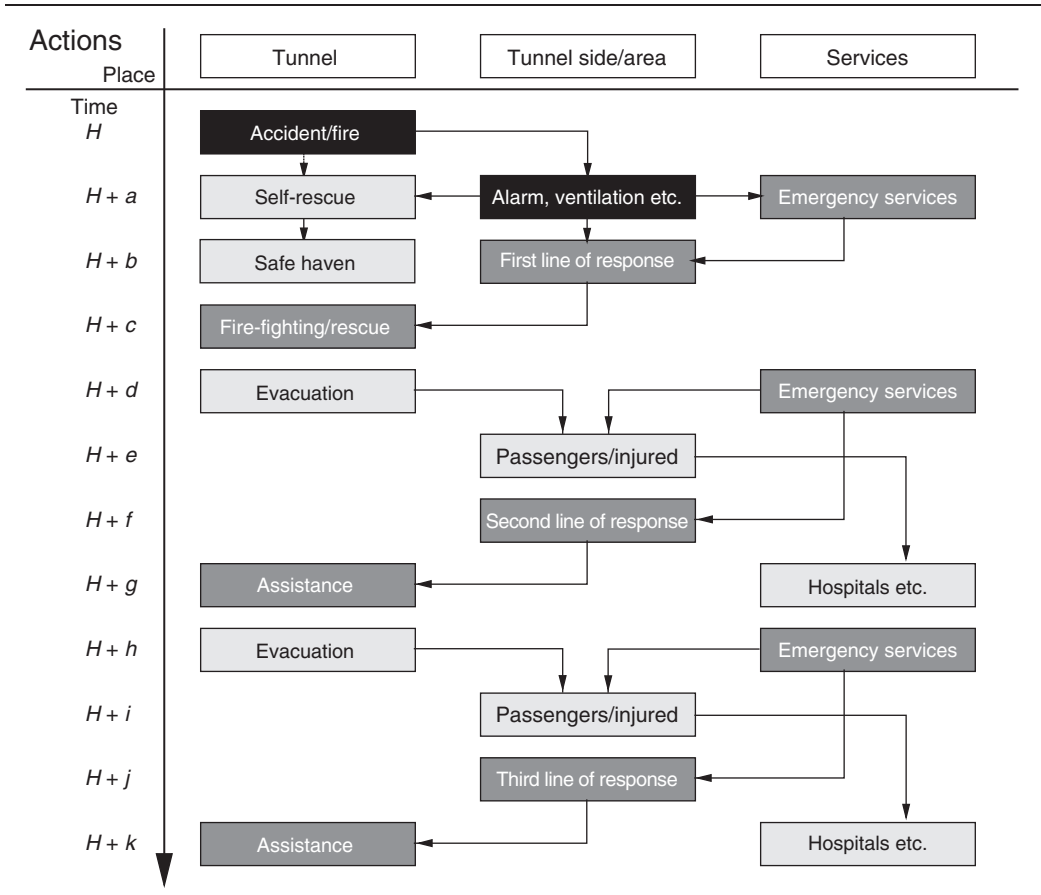 Actions
Place
Tunnel
Tunnel side/area
Services
Time
H
Accident/fire
H + a
Self-rescue
Alarm, ventilation etc.
Emergency services
H + b
Safe haven
First line of response
H + c
Fire-fighting/rescue
H + d
Evacuation
Emergency services
H + e
Passengers/injured
H + f
Second line of response
H + g
Assistance
Hospitals etc.
H + h
Evacuation
Emergency services
H + i
Passengers/injured
H + j
Third line of response
H + k
Assistance
Hospitals etc.